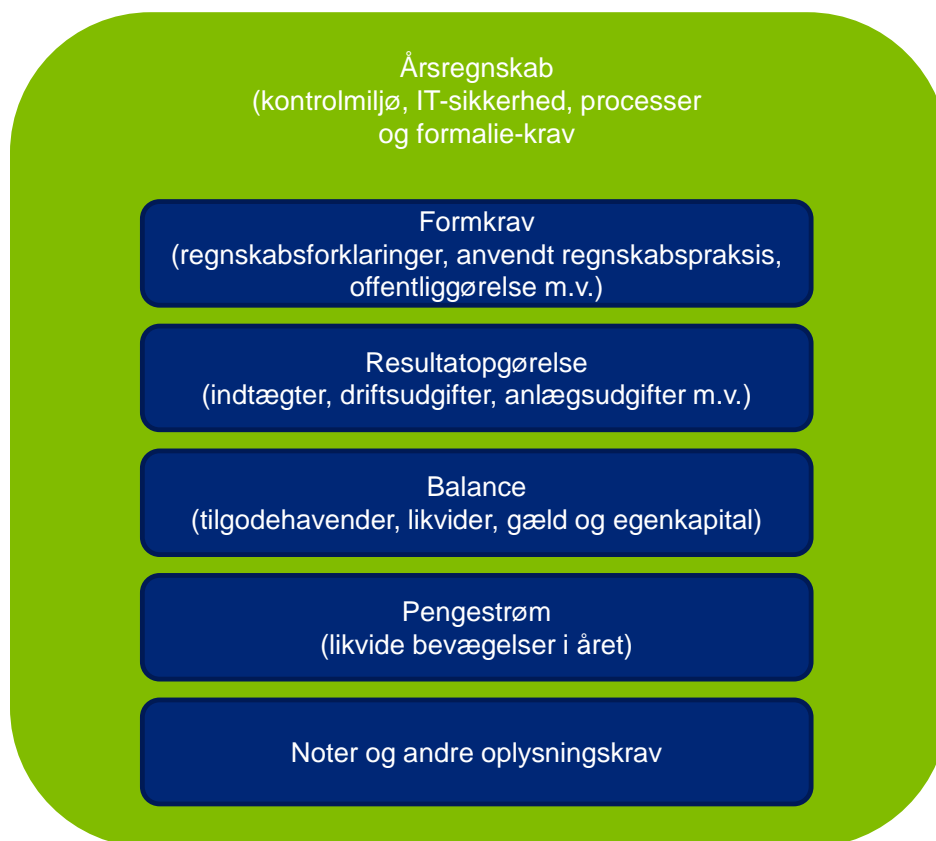 Årsregnskab
(kontrolmiljø, IT-sikkerhed, processer
og formalie-krav
Formkrav
(regnskabsforklaringer, anvendt regnskabspraksis,
offentliggørelse m.v.)
Resultatopgørelse
(indtægter, driftsudgifter, anlægsudgifter m.v.)
Balance
(tilgodehavender, likvider, gæld og egenkapital)
Pengestrøm
(likvide bevægelser i året)
Noter og andre oplysningskrav